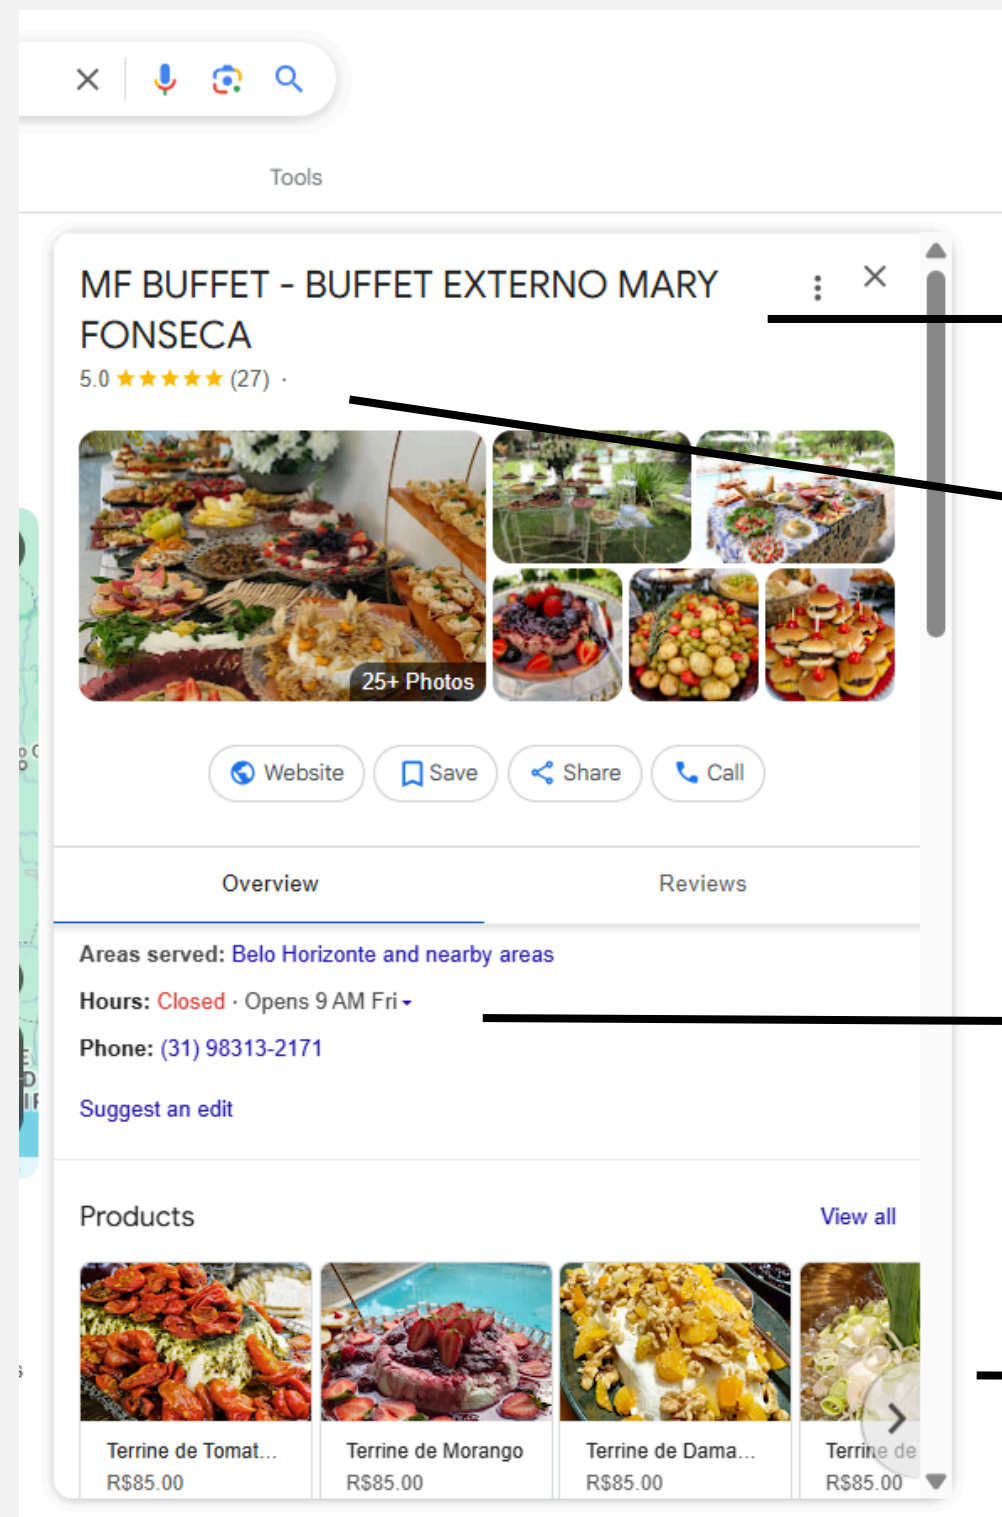 Tools
MF BUFFET - BUFFET EXTERNO MARY
FONSECA
5.0 (27) ·
25+ Photos
Website Save Share Call
Overview Reviews
Areas served: Belo Horizonte and nearby areas
Hours: Closed · Opens 9 AM Fri
Phone: (31) 98313-2171
Suggest an edit
Products View all
Terrine de Tomat... Terrine de Morango Terrine de Dama... Terrine de
R$85.00 R$85.00 R$85.00 R$85.00